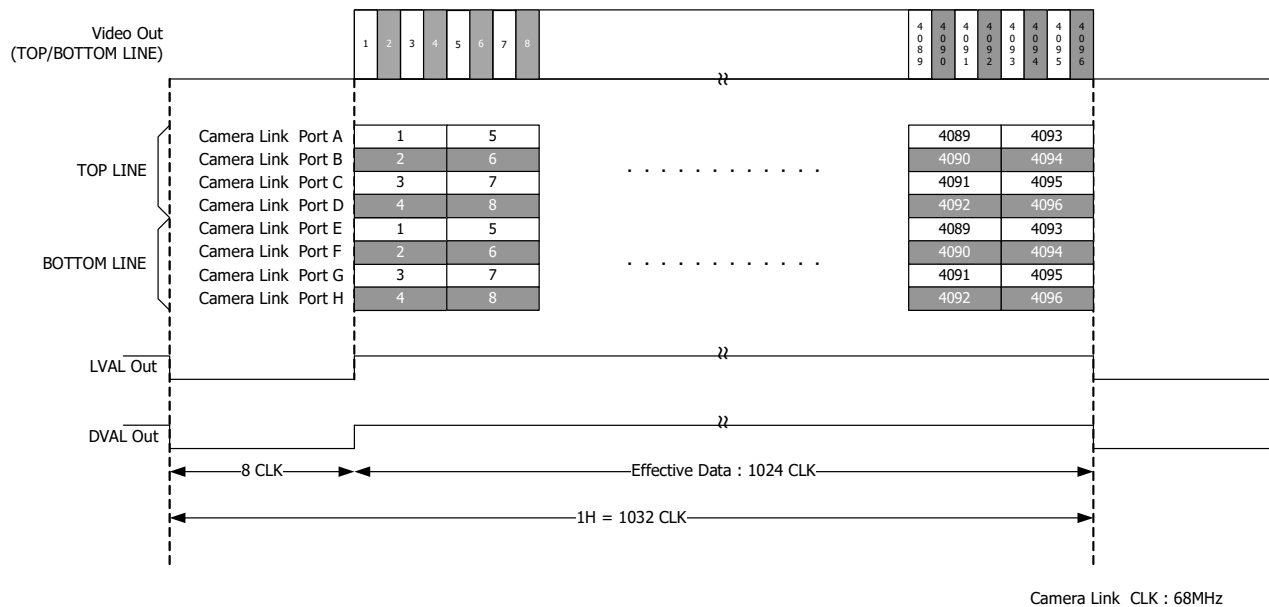 Video Out
(TOP/BOTTOM LINE)
1 2 3 4 5 6 7 8
4089 4090 4091 4092 4093 4094 4095 4096
TOP LINE
Camera Link Port A 1 5 4089 4093
Camera Link Port B 2 6 4090 4094
Camera Link Port C 3 7 . . . . . . . . . . . . 4091 4095
Camera Link Port D 4 8 4092 4096
BOTTOM LINE
Camera Link Port E 1 5 4089 4093
Camera Link Port F 2 6 4090 4094
Camera Link Port G 3 7 . . . . . . . . . . . . 4091 4095
Camera Link Port H 4 8 4092 4096
LVAL Out
DVAL Out
8 CLK
Effective Data : 1024 CLK
1H = 1032 CLK
Camera Link CLK : 68MHz